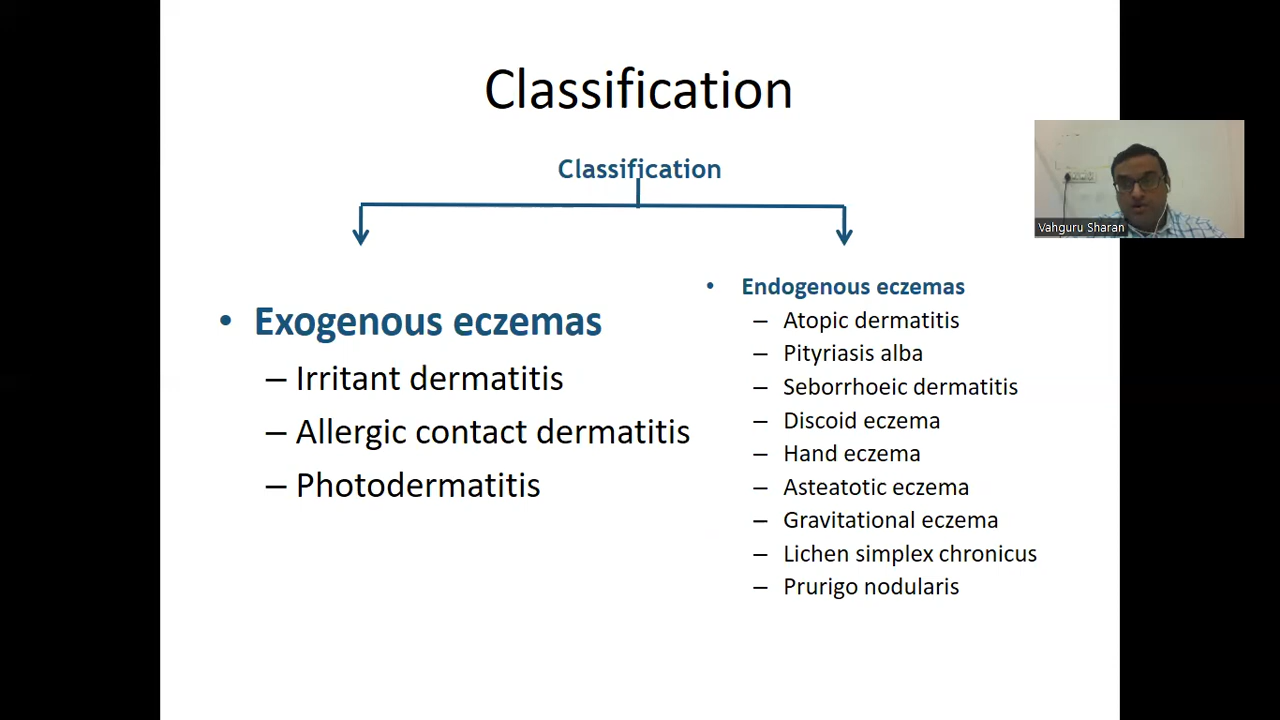 Classification
Classification
Vahguru Sharan
• Exogenous eczemas
– Irritant dermatitis
– Allergic contact dermatitis
– Photodermatitis
• Endogenous eczemas
– Atopic dermatitis
– Pityriasis alba
– Seborrhoeic dermatitis
– Discoid eczema
– Hand eczema
– Asteatotic eczema
– Gravitational eczema
– Lichen simplex chronicus
– Prurigo nodularis